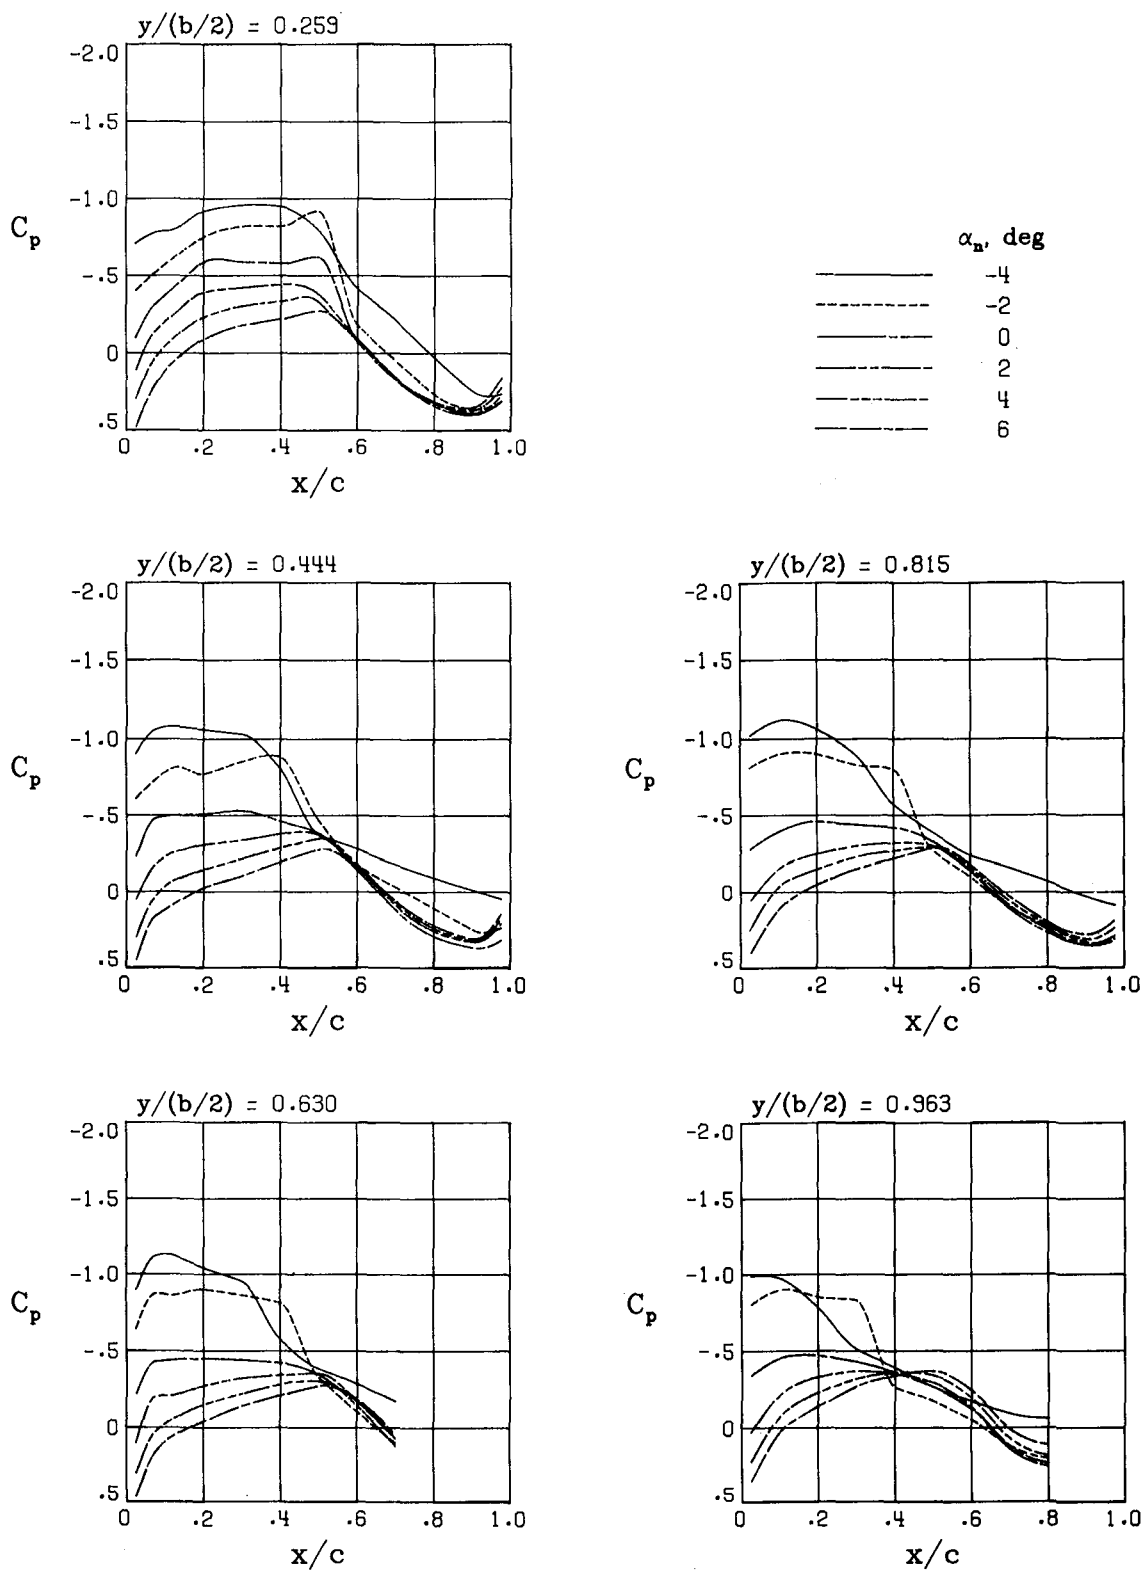 y/(b/2) = 0.259
-2.0
-1.5
-1.0
-.5
0
.5
C_p
0 .2 .4 .6 .8 1.0
x/c
α_n, deg
-4
-2
0
2
4
6
y/(b/2) = 0.444
-2.0
-1.5
-1.0
-.5
0
.5
C_p
0 .2 .4 .6 .8 1.0
x/c
y/(b/2) = 0.815
-2.0
-1.5
-1.0
-.5
0
.5
C_p
0 .2 .4 .6 .8 1.0
x/c
y/(b/2) = 0.630
-2.0
-1.5
-1.0
-.5
0
.5
C_p
0 .2 .4 .6 .8 1.0
x/c
y/(b/2) = 0.963
-2.0
-1.5
-1.0
-.5
0
.5
C_p
0 .2 .4 .6 .8 1.0
x/c